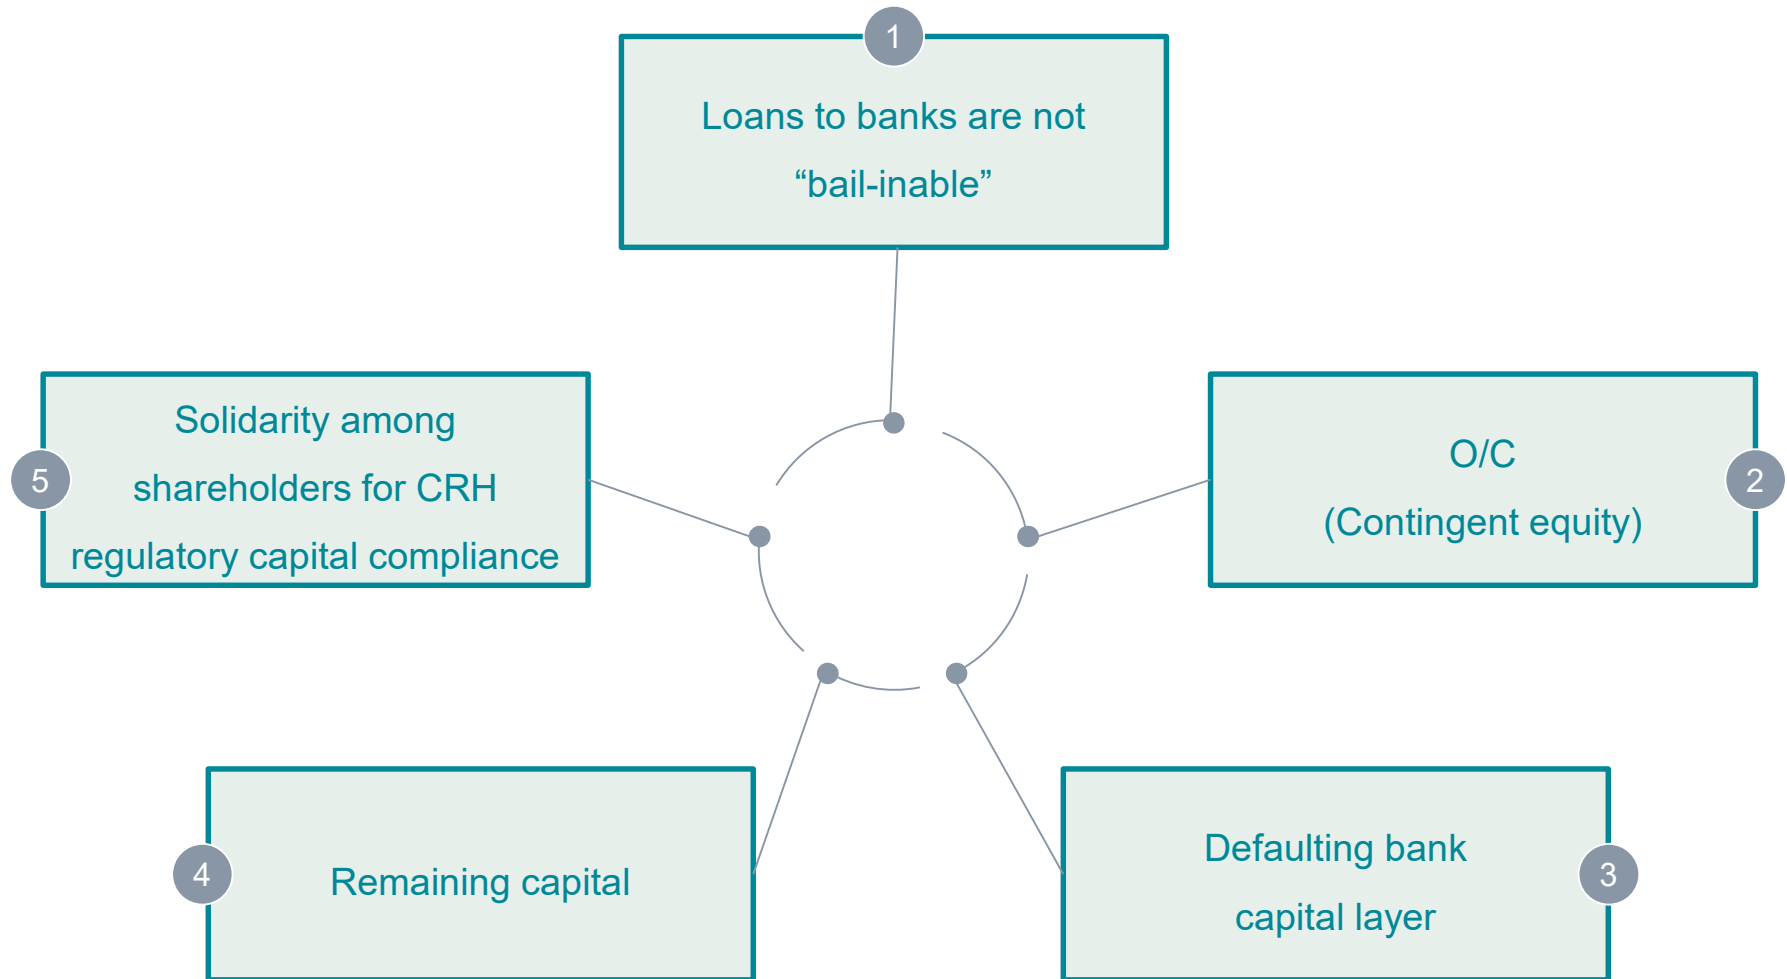 1
Loans to banks are not
“bail-inable”
O/C
(Contingent equity)
2
Defaulting bank
capital layer
3
4
Remaining capital
5
Solidarity among
shareholders for CRH
regulatory capital compliance